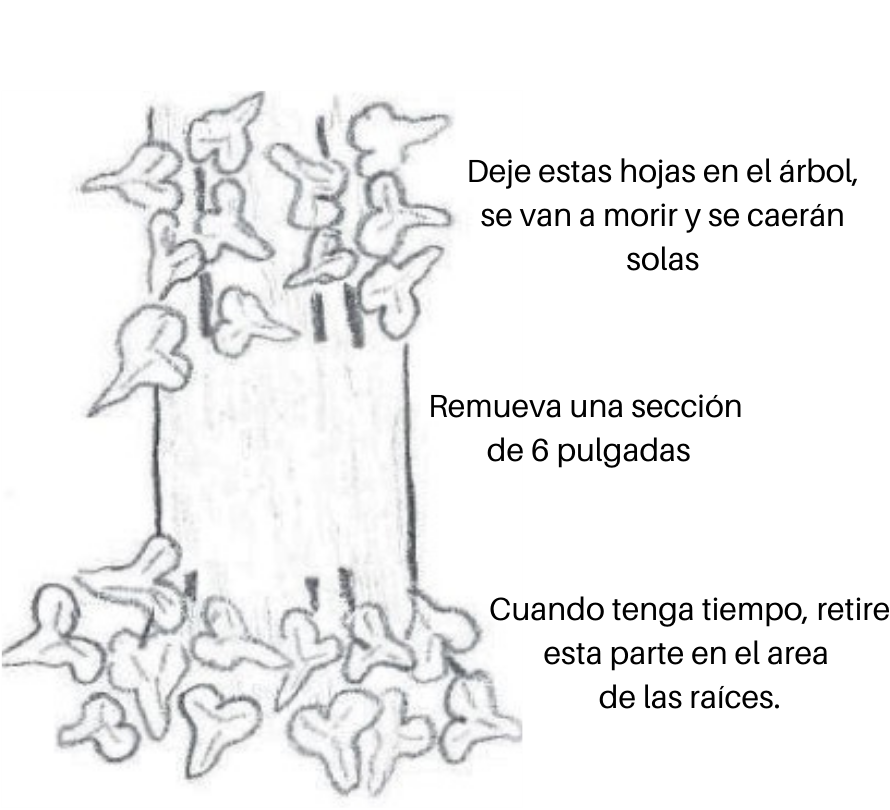 Deje estas hojas en el árbol,
se van a morir y se caerán
solas
Remueva una sección
de 6 pulgadas
Cuando tenga tiempo, retire
esta parte en el area
de las raíces.